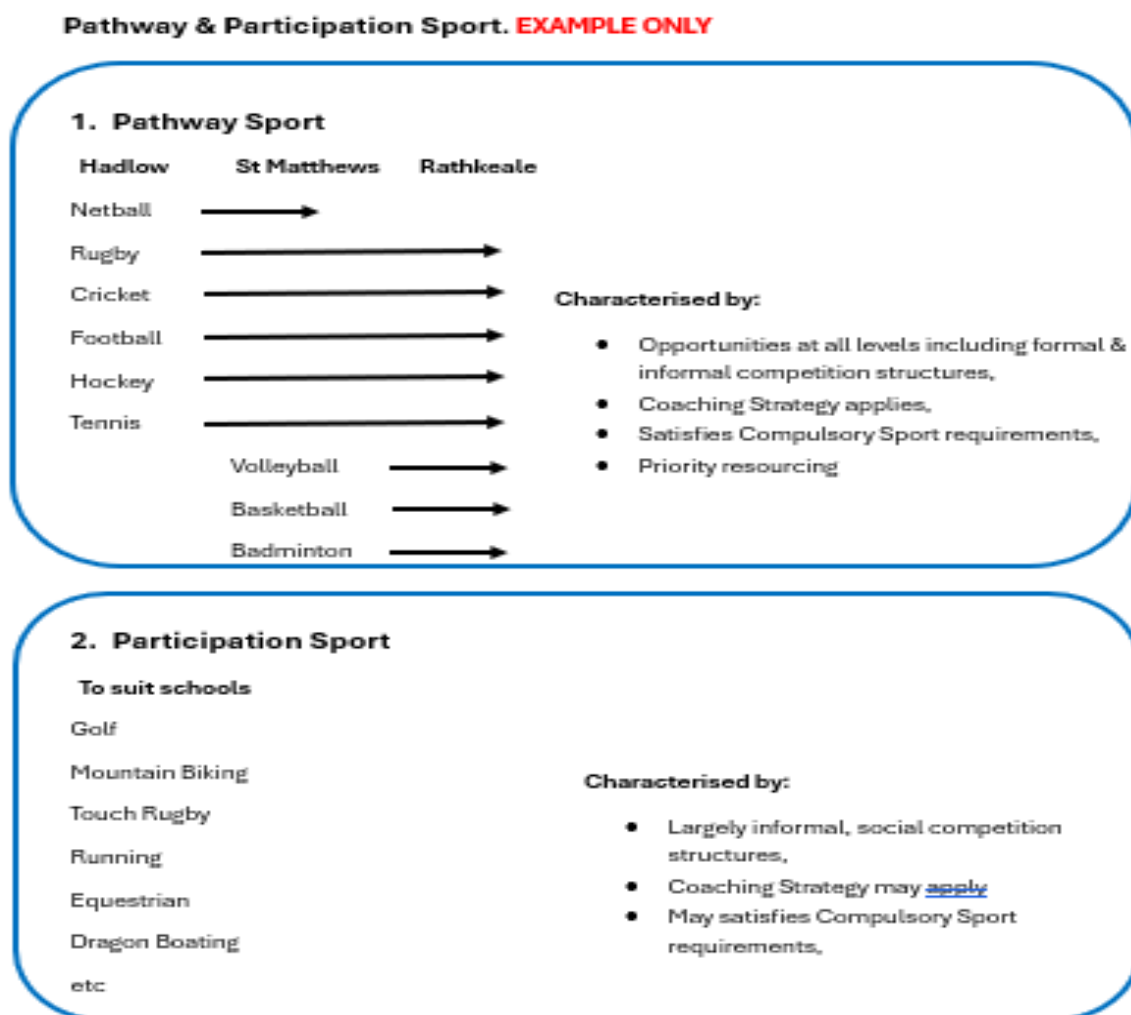 Pathway & Participation Sport. EXAMPLE ONLY
1. Pathway Sport
Hadlow St Matthews Rathkeale
Netball
Rugby
Cricket
Football
Hockey
Tennis
Volleyball
Basketball
Badminton
Characterised by:
• Opportunities at all levels including formal &
informal competition structures,
• Coaching Strategy applies,
• Satisfies Compulsory Sport requirements,
• Priority resourcing
2. Participation Sport
To suit schools
Golf
Mountain Biking
Touch Rugby
Running
Equestrian
Dragon Boating
etc
Characterised by:
• Largely informal, social competition
structures,
• Coaching Strategy may apply
• May satisfies Compulsory Sport
requirements,